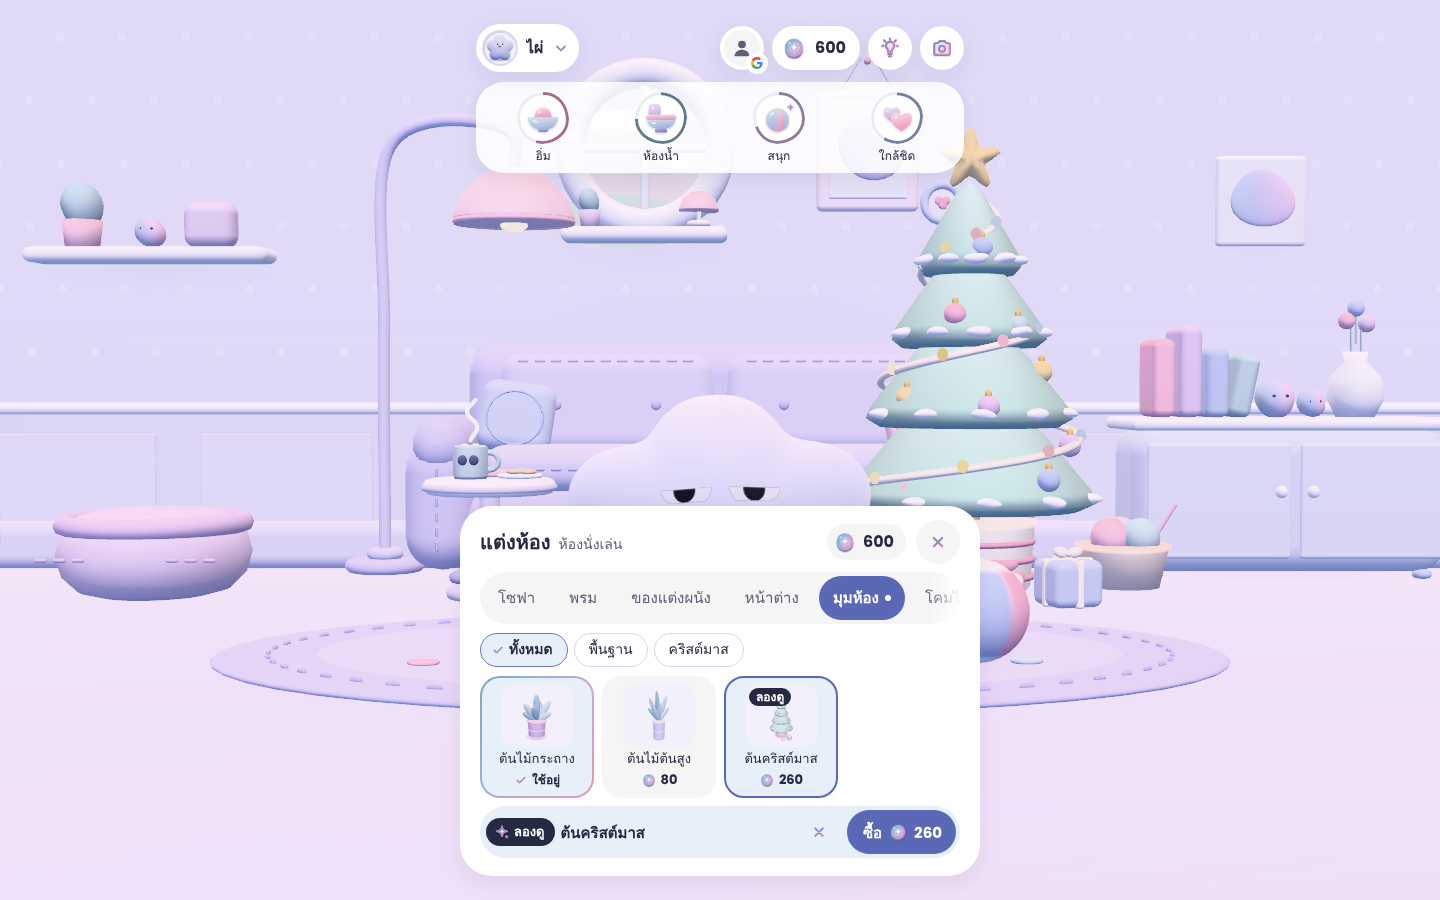 ไผ่
600
อิ่ม
ห้องน้ำ
สนุก
ใกล้ชิด
แต่งห้อง ห้องนั่งเล่น
600
โซฟา พรม ของแต่งผนัง หน้าต่าง มุมห้อง
ทั้งหมด พื้นฐาน คริสต์มาส
ลองดู
ต้นไม้กระถาง ต้นไม้ต้นสูง ต้นคริสต์มาส
ใช้อยู่ 80 260
ลองดู ต้นคริสต์มาส ซื้อ 260